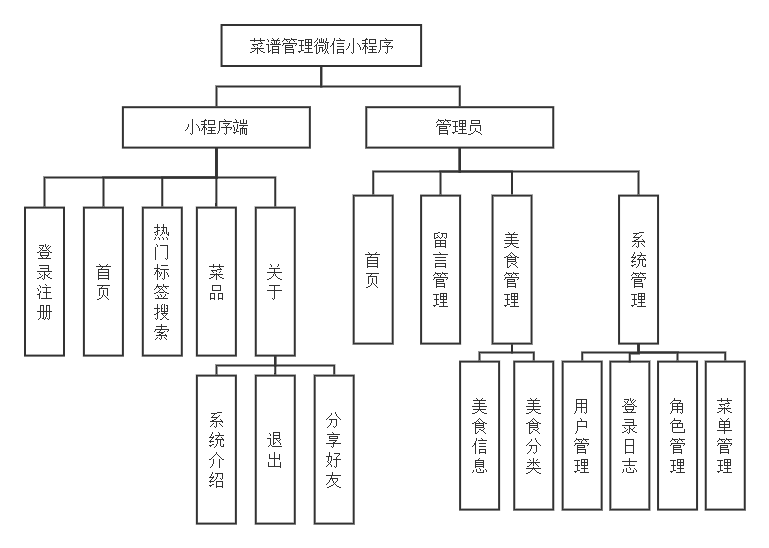 菜谱管理微信小程序
小程序端
管理员
登录注册
首页
热门标签搜索
菜品
关于
首页
留言管理
美食管理
系统管理
系统介绍
退出
分享好友
美食信息
美食分类
用户管理
登录日志
角色管理
菜单管理